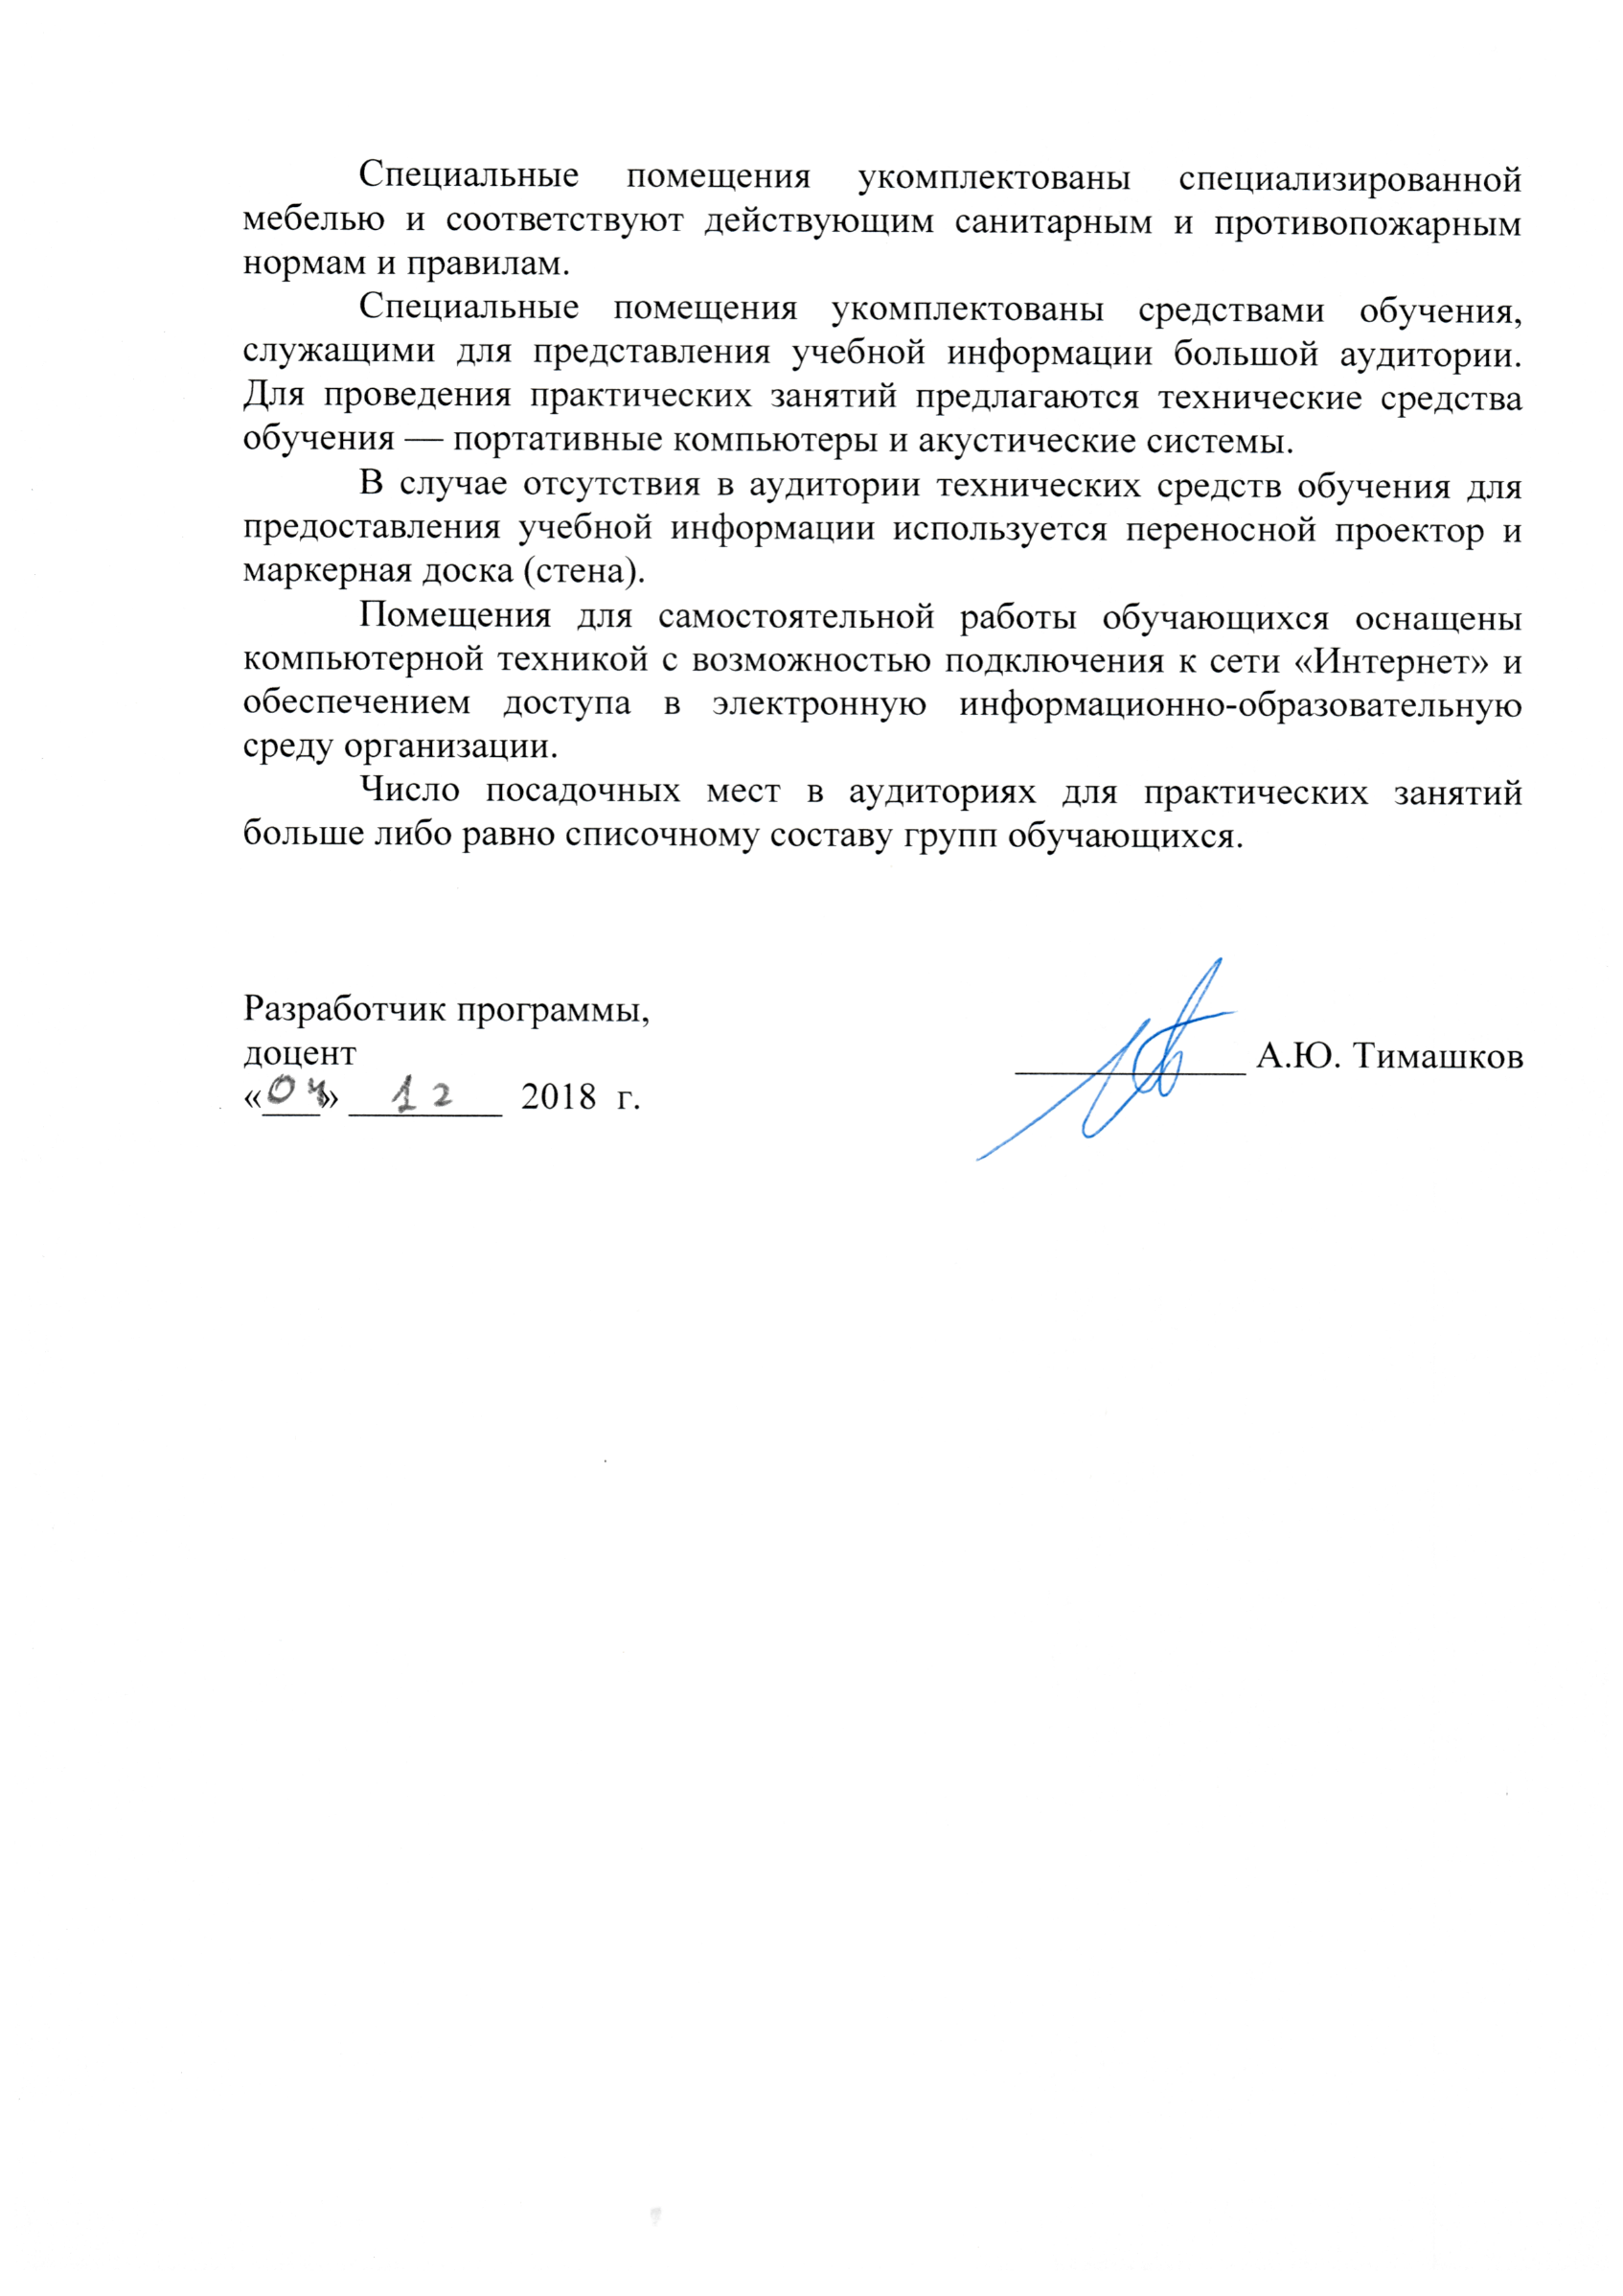 Специальные помещения укомплектованы специализированной
мебелью и соответствуют действующим санитарным и противопожарным
нормам и правилам.
Специальные помещения укомплектованы средствами обучения,
служащими для представления учебной информации большой аудитории.
Для проведения практических занятий предлагаются технические средства
обучения — портативные компьютеры и акустические системы.
В случае отсутствия в аудитории технических средств обучения для
предоставления учебной информации используется переносной проектор и
маркерная доска (стена).
Помещения для самостоятельной работы обучающихся оснащены
компьютерной техникой с возможностью подключения к сети «Интернет» и
обеспечением доступа в электронную информационно-образовательную
среду организации.
Число посадочных мест в аудиториях для практических занятий
больше либо равно списочному составу групп обучающихся.
Разработчик программы,
доцент
А.Ю. Тимашков
«04» 12 2018 г.